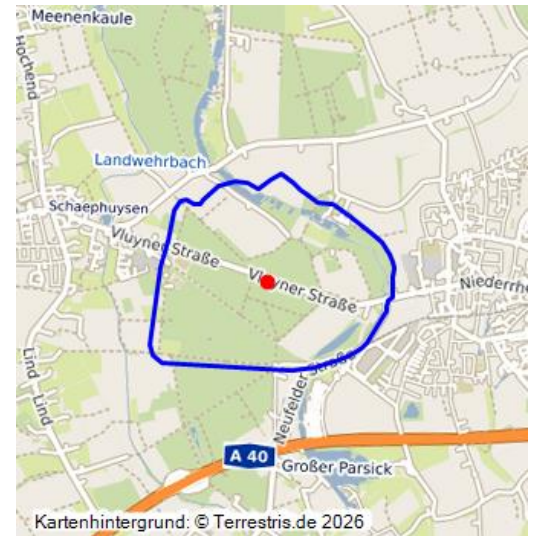 Meenenkaule
Hochend
Landwehrbach
Schaephuysen
Vluyner Straße
Vluyner Straße
Niederrhe
Lind
Lind
Neufelder Straße
A 40
Großer Parsick
Kartenhintergrund: © Terrestris.de 2026